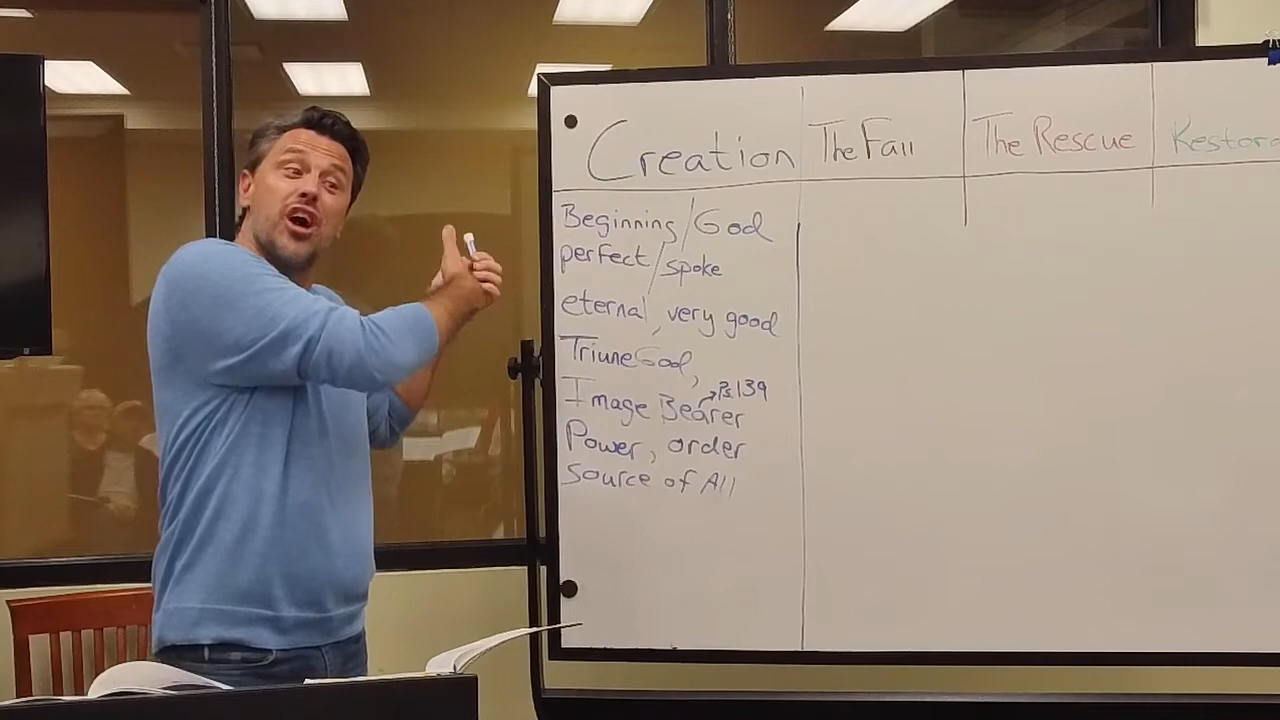 Creation The Fall The Rescue Restora
Beginning/God
perfect/spoke
eternal, very good
Triune God,
Image Bearer → Ps. 139
Power, order
Source of All